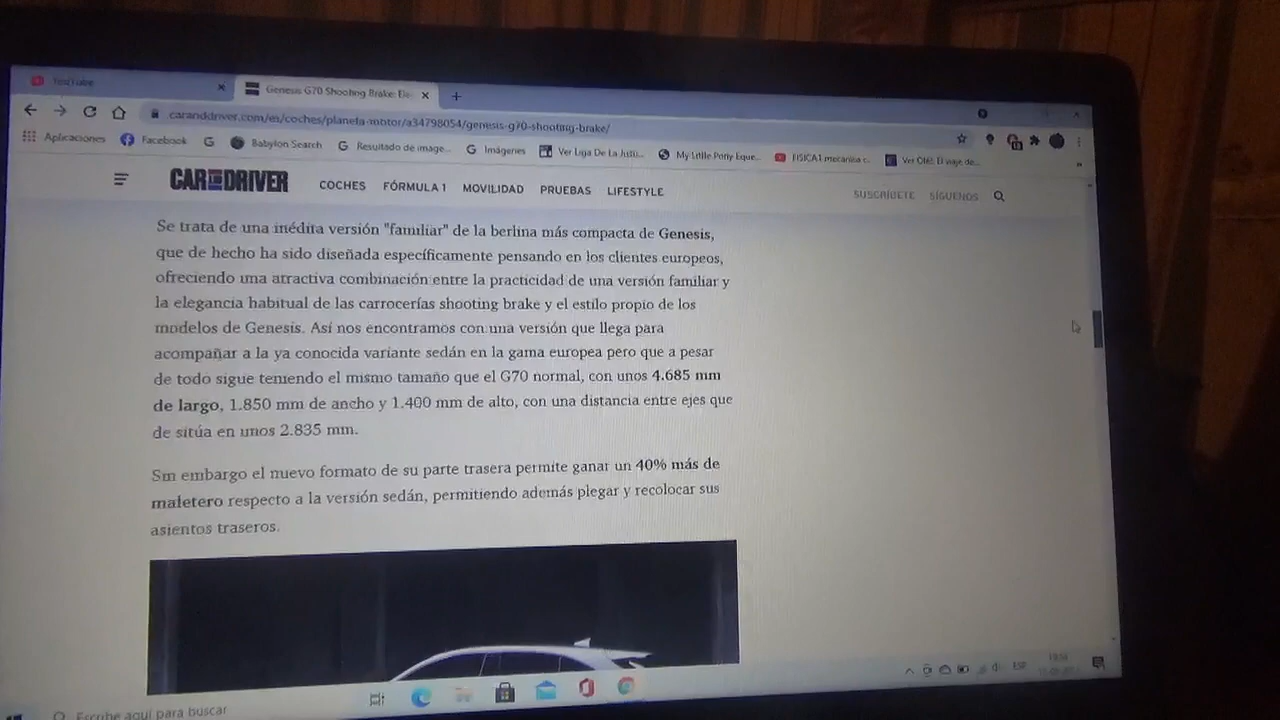 YouTube
Genesis G70 Shooting Brake: Ele
caranddriver.com/es/coches/planeta-motor/a34798054/genesis-g70-shooting-brake/
Aplicaciones Facebook Babylon Search Resultado de image... Imágenes Ver Liga De La Justi... My Little Pony Eque... FISICA1 mecanica c... Ver Olé: El viaje de...
CAR AND DRIVER COCHES FÓRMULA 1 MOVILIDAD PRUEBAS LIFESTYLE SUSCRÍBETE SÍGUENOS
Se trata de una inédita versión "familiar" de la berlina más compacta de Genesis,
que de hecho ha sido diseñada específicamente pensando en los clientes europeos,
ofreciendo una atractiva combinación entre la practicidad de una versión familiar y
la elegancia habitual de las carrocerías shooting brake y el estilo propio de los
modelos de Genesis. Así nos encontramos con una versión que llega para
acompañar a la ya conocida variante sedán en la gama europea pero que a pesar
de todo sigue teniendo el mismo tamaño que el G70 normal, con unos 4.685 mm
de largo, 1.850 mm de ancho y 1.400 mm de alto, con una distancia entre ejes que
de sitúa en unos 2.835 mm.
Sin embargo el nuevo formato de su parte trasera permite ganar un 40% más de
maletero respecto a la versión sedán, permitiendo además plegar y recolocar sus
asientos traseros.
ESP
Escribe aquí para buscar